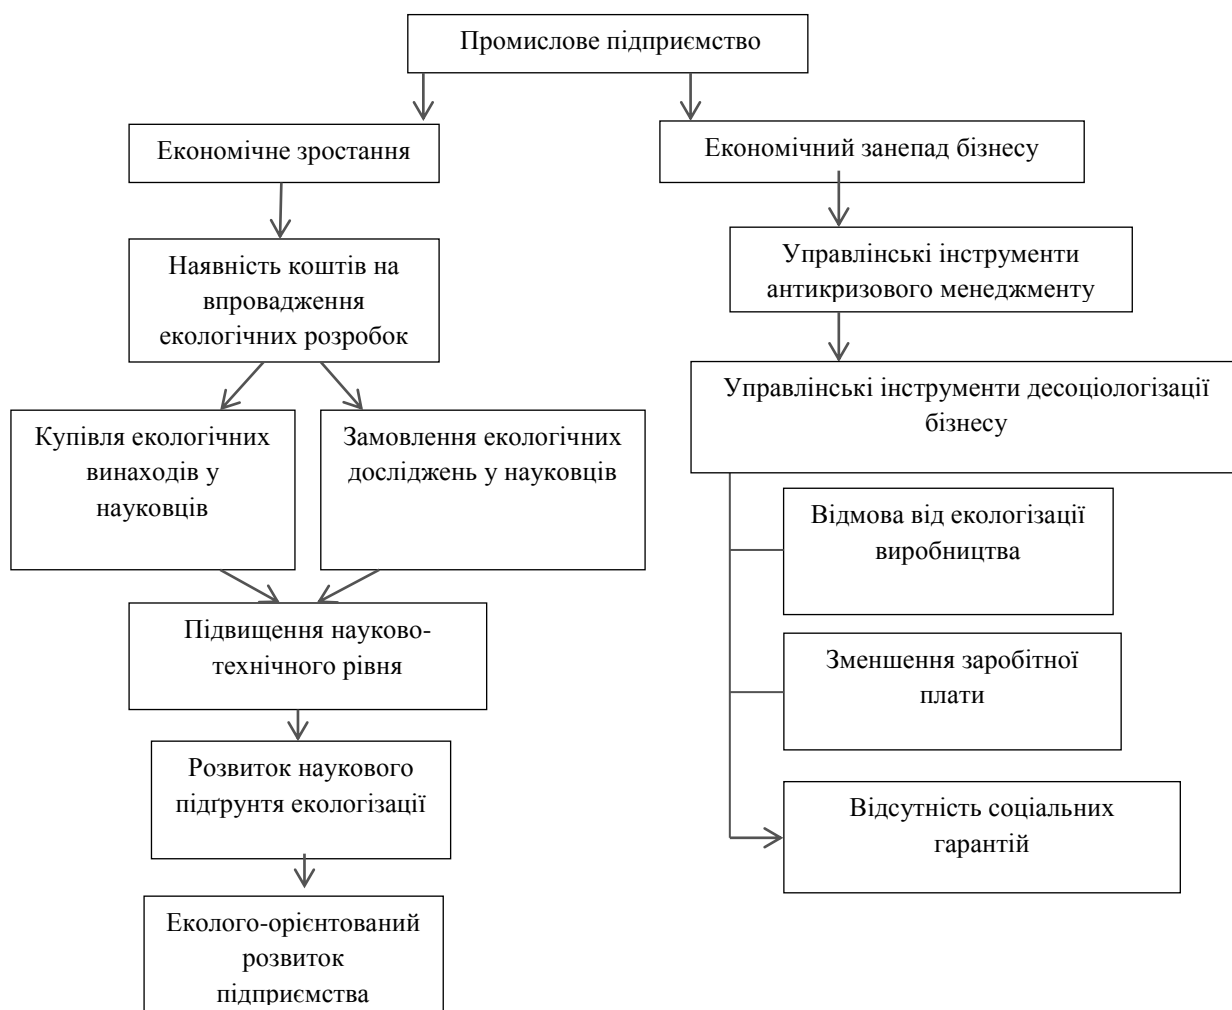 Промислове підприємство
Економічне зростання
Економічний занепад бізнесу
Наявність коштів на
впровадження
екологічних розробок
Управлінські інструменти
антикризового менеджменту
Управлінські інструменти десоціологізації
бізнесу
Купівля екологічних
винаходів у
науковців
Замовлення екологічних
досліджень у науковців
Відмова від екологізації
виробництва
Підвищення науково-
технічного рівня
Зменшення заробітної
плати
Розвиток наукового
підґрунтя екологізації
Відсутність соціальних
гарантій
Еколого-орієнтований
розвиток
підприємства